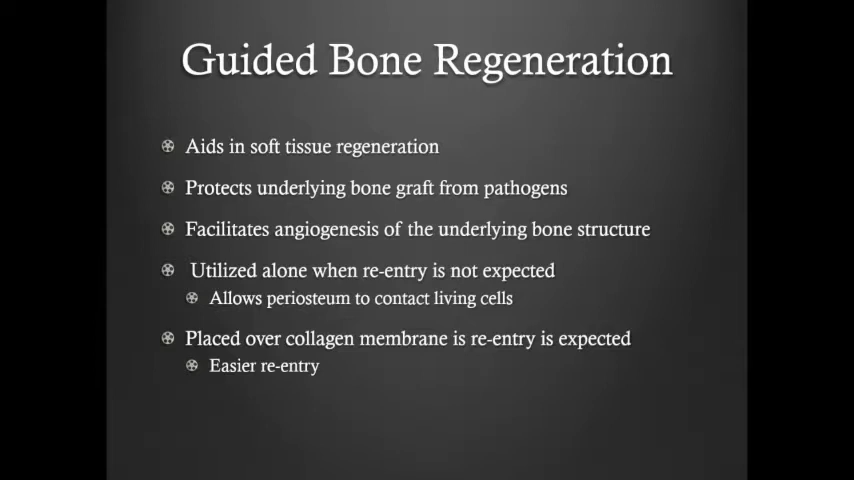 Guided Bone Regeneration
Aids in soft tissue regeneration
Protects underlying bone graft from pathogens
Facilitates angiogenesis of the underlying bone structure
Utilized alone when re-entry is not expected
Allows periosteum to contact living cells
Placed over collagen membrane is re-entry is expected
Easier re-entry